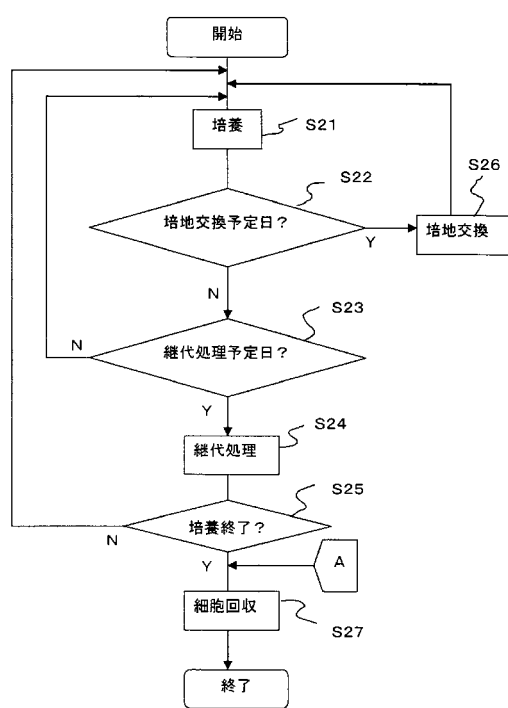 開始
培養
S21
S22
培地交換予定日？
Y
S26
培地交換
N
S23
継代処理予定日？
N
Y
S24
継代処理
S25
培養終了？
N
Y
A
細胞回収
S27
終了